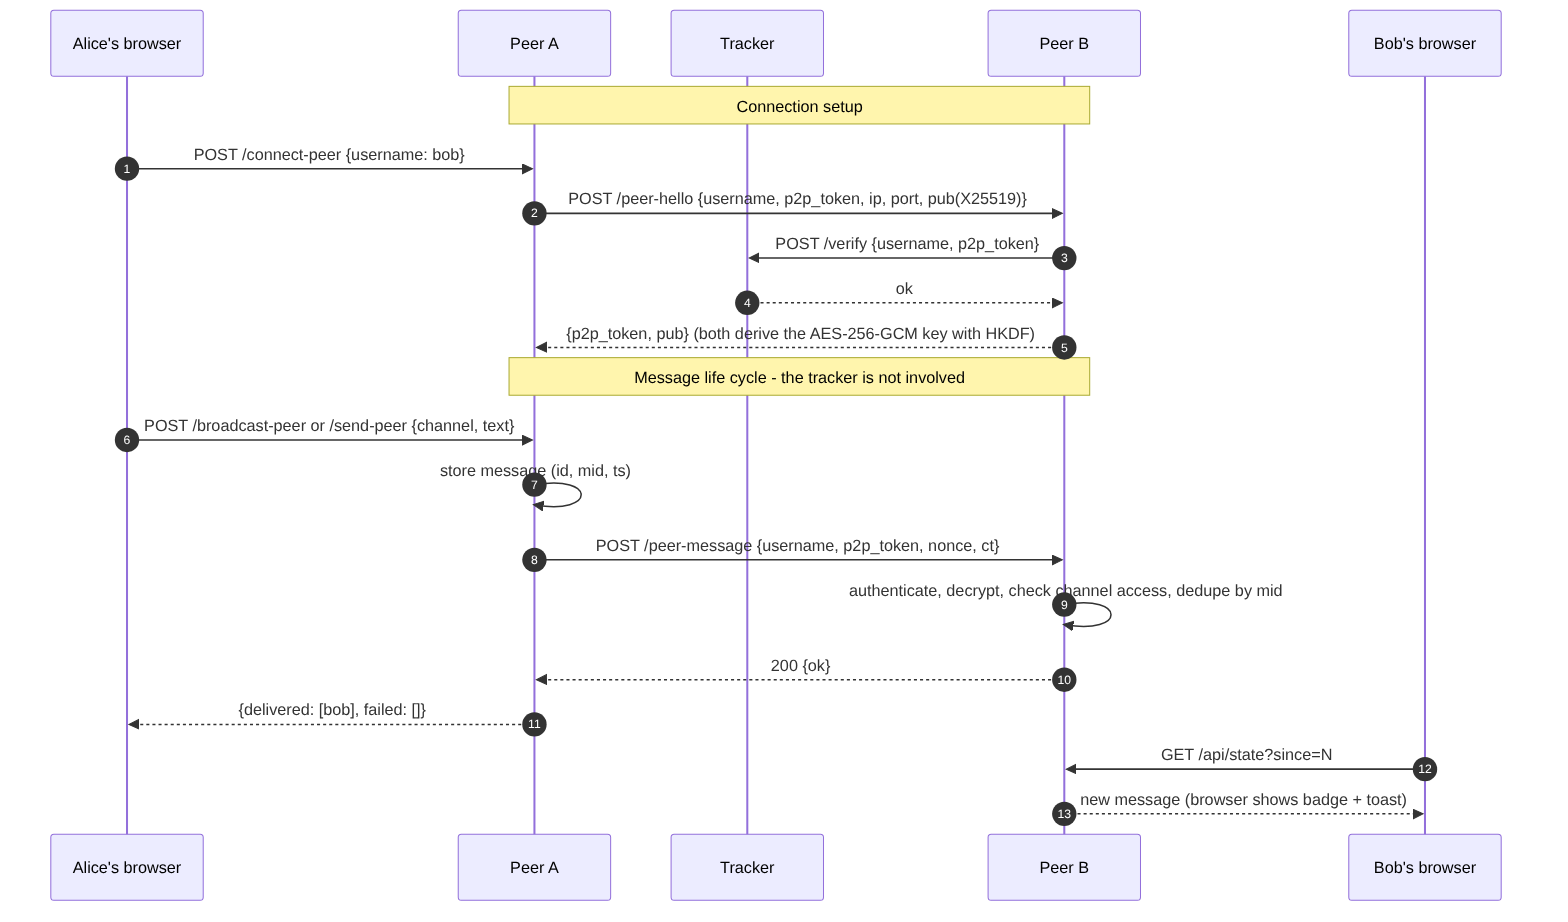 Alice's browser
Peer A
Tracker
Peer B
Bob's browser
Connection setup
1
POST /connect-peer {username: bob}
2
POST /peer-hello {username, p2p_token, ip, port, pub(X25519)}
POST /verify {username, p2p_token}
3
4
ok
{p2p_token, pub} (both derive the AES-256-GCM key with HKDF)
5
Message life cycle - the tracker is not involved
6
POST /broadcast-peer or /send-peer {channel, text}
store message (id, mid, ts)
7
8
POST /peer-message {username, p2p_token, nonce, ct}
authenticate, decrypt, check channel access, dedupe by mid
9
200 {ok}
10
{delivered: [bob], failed: []}
11
GET /api/state?since=N
12
13
new message (browser shows badge + toast)
Alice's browser
Peer A
Tracker
Peer B
Bob's browser